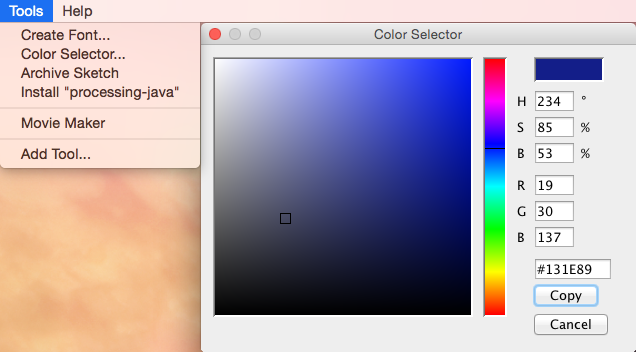 Tools Help
Create Font...
Color Selector...
Archive Sketch
Install "processing-java"
Movie Maker
Add Tool...
Color Selector
H 234 °
S 85 %
B 53 %
R 19
G 30
B 137
#131E89
Copy
Cancel